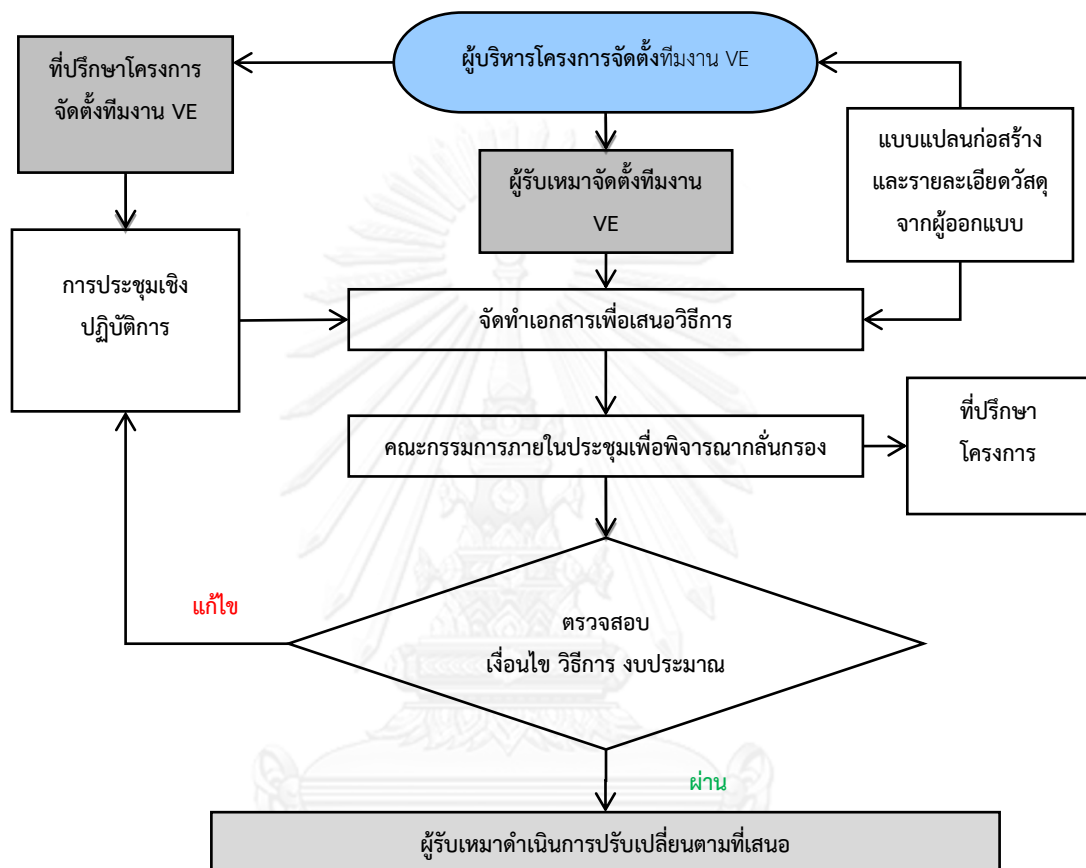 ผู้บริหารโครงการจัดตั้งทีมงาน VE
ที่ปรึกษาโครงการ
จัดตั้งทีมงาน VE
แบบแปลนก่อสร้าง
และรายละเอียดวัสดุ
จากผู้ออกแบบ
ผู้รับเหมาจัดตั้งทีมงาน
VE
การประชุมเชิง
ปฏิบัติการ
จัดทำเอกสารเพื่อเสนอวิธีการ
คณะกรรมการภายในประชุมเพื่อพิจารณากลั่นกรอง
ที่ปรึกษา
โครงการ
แก้ไข
ตรวจสอบ
เงื่อนไข วิธีการ งบประมาณ
ผ่าน
ผู้รับเหมาดำเนินการปรับเปลี่ยนตามที่เสนอ